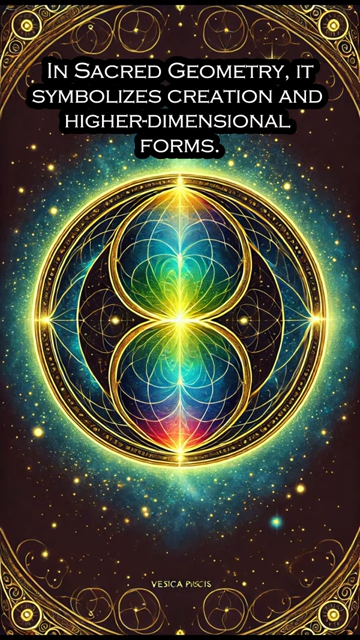 In Sacred Geometry, it
symbolizes creation and
higher-dimensional
forms.
VESICA PISCIS